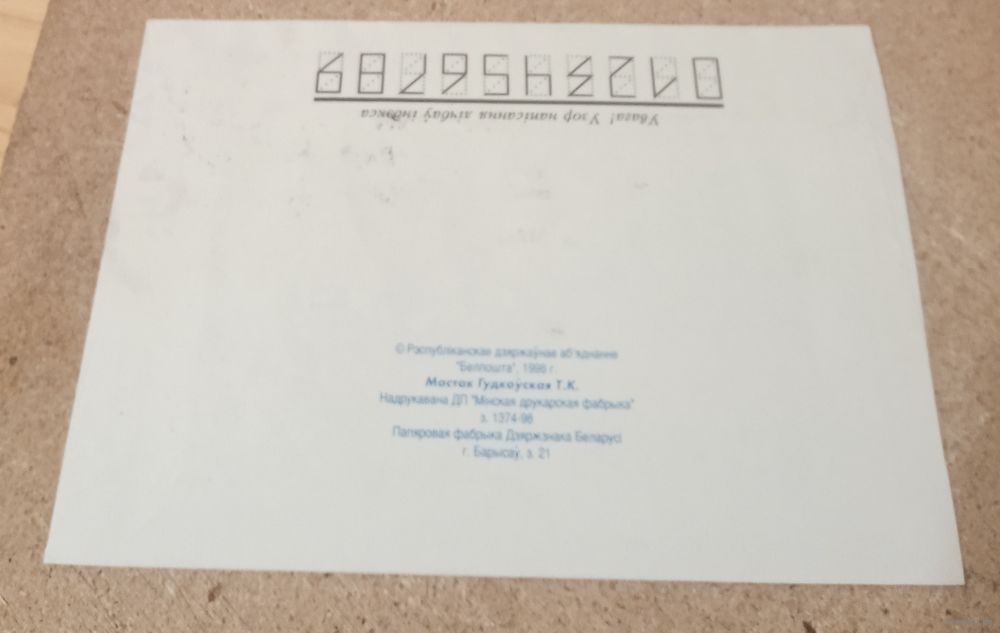 0123456789
Увага! Узор напісання лічбаў індэкса
© Рэспубліканскае дзяржаўнае аб'яднанне
"Белпошта", 1998 г.
Мастак Гудкоўская Т.К.
Надрукавана ДП "Мінская друкарская фабрыка"
з. 1374-98
Папяровая фабрыка Дзяржзнака Беларусі
г. Барысаў, з. 21